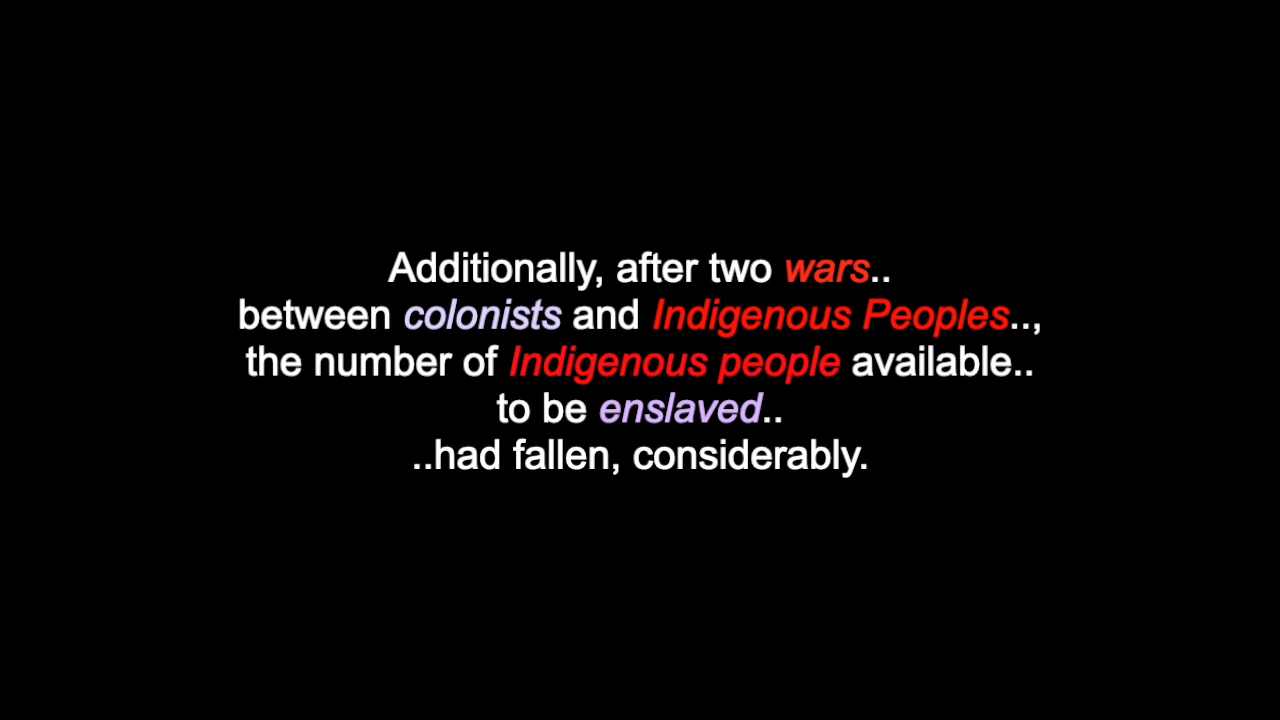 Additionally, after two wars..
between colonists and Indigenous Peoples..,
the number of Indigenous people available..
to be enslaved..
..had fallen, considerably.